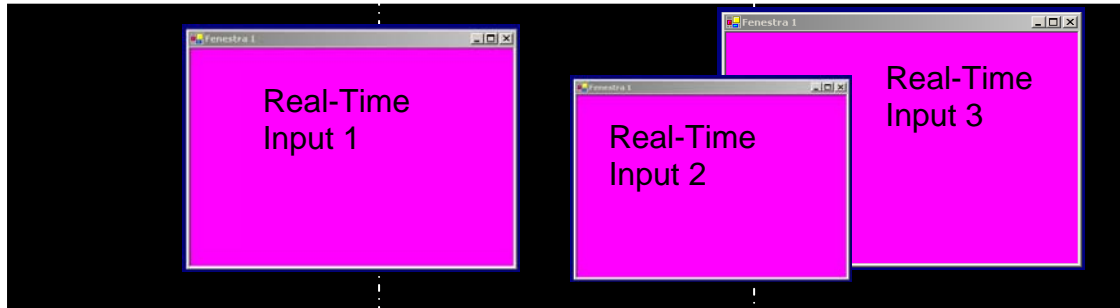 Fenestra 1
Real-Time
Input 1
Fenestra 1
Real-Time
Input 2
Fenestra 1
Real-Time
Input 3